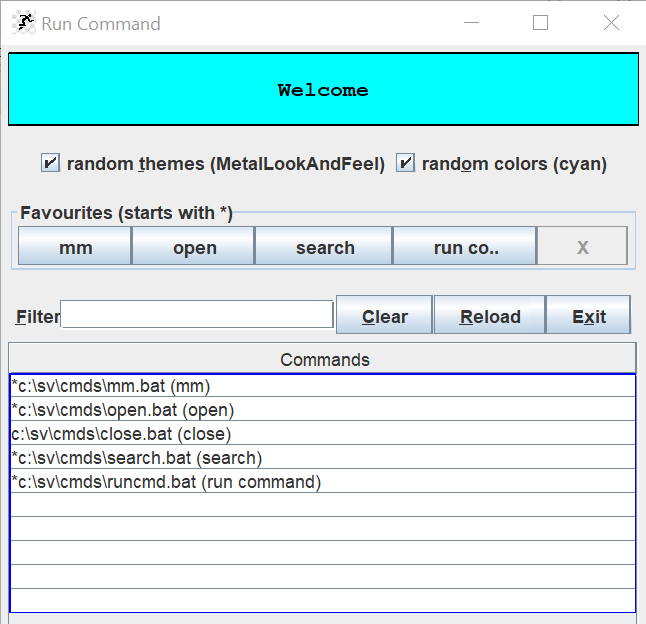 Run Command
Welcome
random themes (MetalLookAndFeel) random colors (cyan)
Favourites (starts with *)
mm open search run co.. X
Filter Clear Reload Exit
Commands
*c:\sv\cmds\mm.bat (mm)
*c:\sv\cmds\open.bat (open)
c:\sv\cmds\close.bat (close)
*c:\sv\cmds\search.bat (search)
*c:\sv\cmds\runcmd.bat (run command)